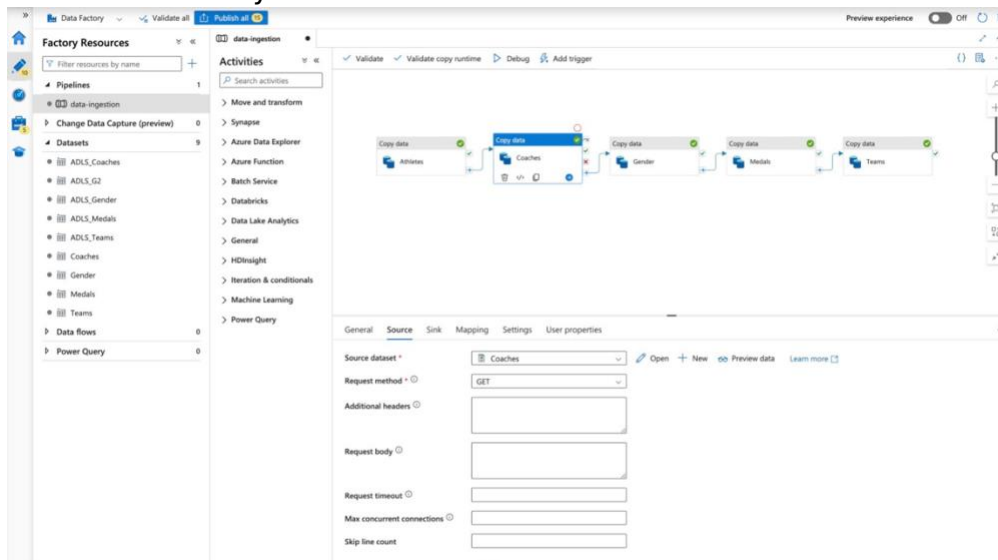 Data Factory
Validate all
Publish all
Preview experience
Off
Factory Resources
Filter resources by name
Pipelines 1
data-ingestion
Change Data Capture (preview) 0
Datasets 9
ADLS_Coaches
ADLS_G2
ADLS_Gender
ADLS_Medals
ADLS_Teams
Coaches
Gender
Medals
Teams
Data flows 0
Power Query 0
data-ingestion
Activities
Search activities
Move and transform
Synapse
Azure Data Explorer
Azure Function
Batch Service
Databricks
Data Lake Analytics
General
HDInsight
Iteration & conditionals
Machine Learning
Power Query
Validate Validate copy runtime Debug Add trigger
Copy data
Athletes
Copy data
Coaches
Copy data
Gender
Copy data
Medals
Copy data
Teams
General Source Sink Mapping Settings User properties
Source dataset * Coaches Open New Preview data Learn more
Request method * GET
Additional headers
Request body
Request timeout
Max concurrent connections
Skip line count